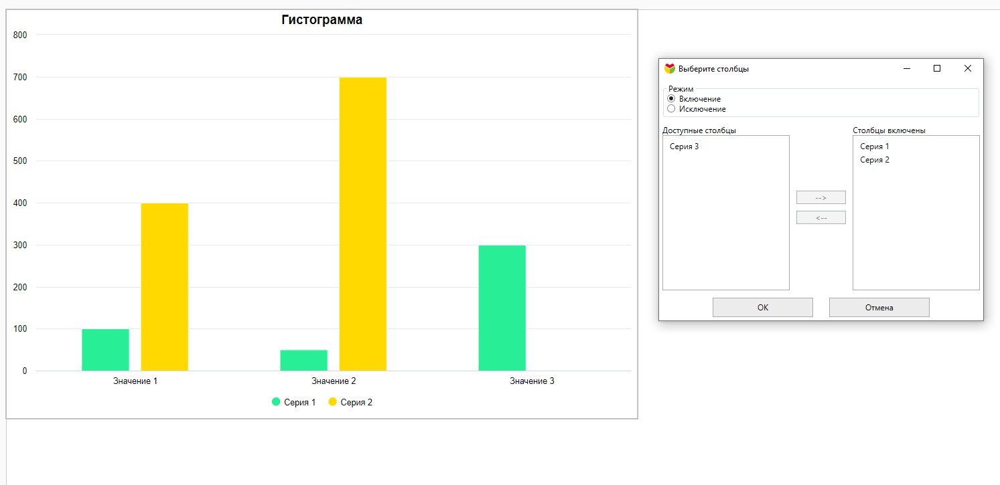 Гистограмма
800
700
600
500
400
300
200
100
0
Значение 1 Значение 2 Значение 3
Серия 1 Серия 2
Выберите столбцы
Режим
Включение
Исключение
Доступные столбцы
Серия 3
-->
<--
Столбцы включены
Серия 1
Серия 2
ОК Отмена